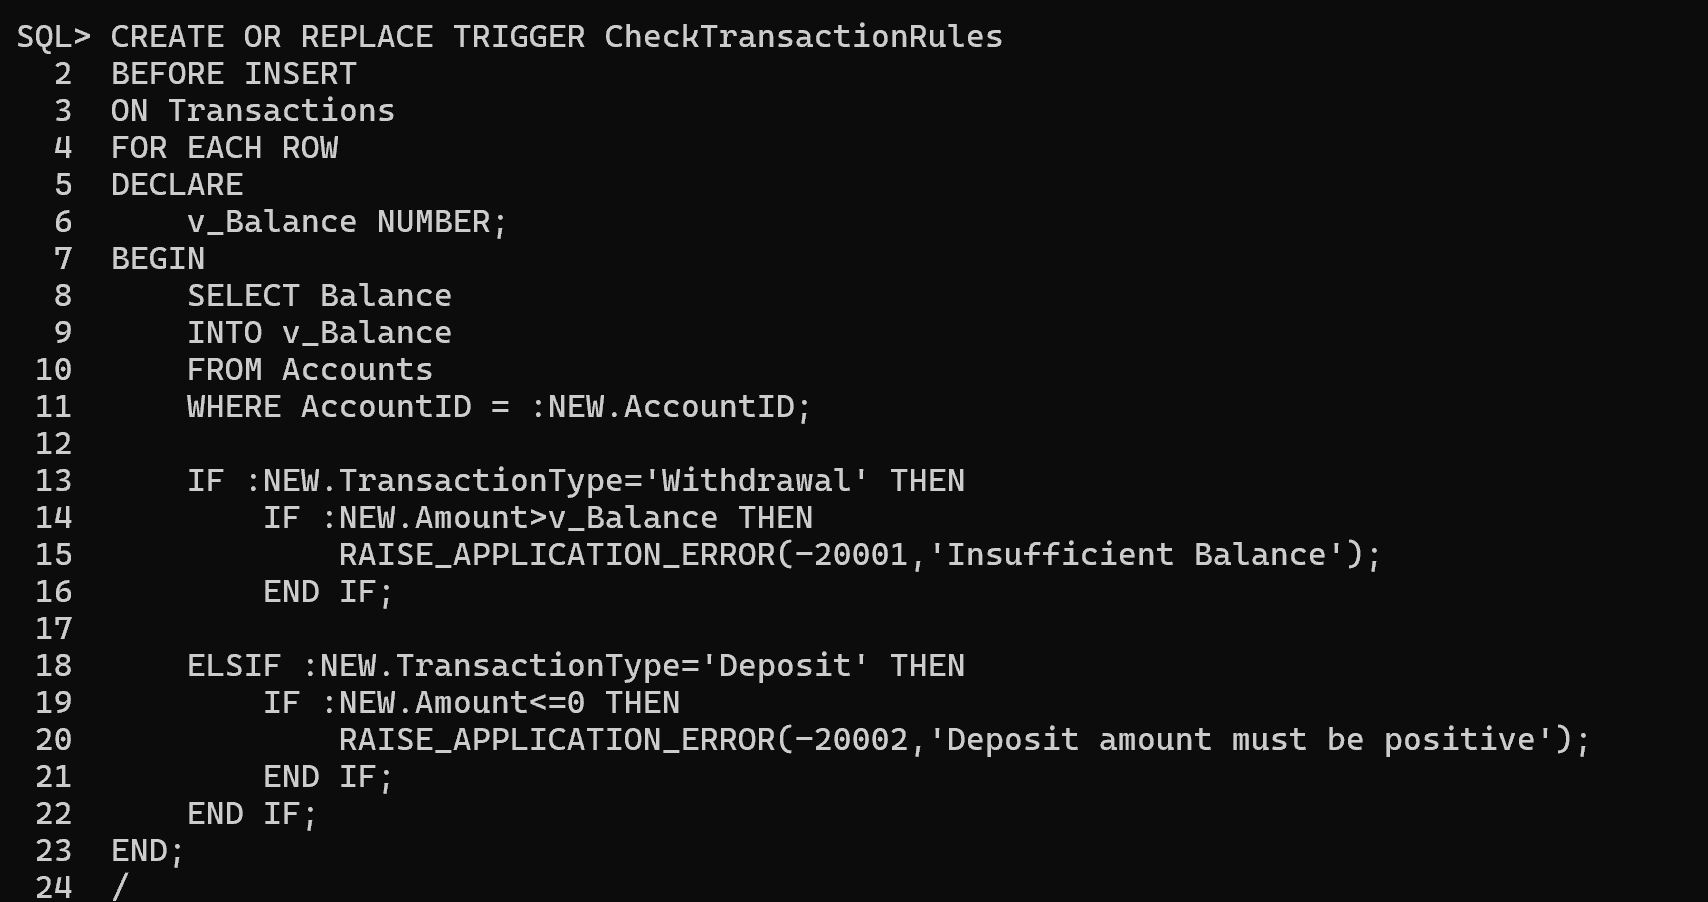 SQL> CREATE OR REPLACE TRIGGER CheckTransactionRules
  2  BEFORE INSERT
  3  ON Transactions
  4  FOR EACH ROW
  5  DECLARE
  6      v_Balance NUMBER;
  7  BEGIN
  8      SELECT Balance
  9      INTO v_Balance
 10      FROM Accounts
 11      WHERE AccountID = :NEW.AccountID;
 12
 13      IF :NEW.TransactionType='Withdrawal' THEN
 14          IF :NEW.Amount>v_Balance THEN
 15              RAISE_APPLICATION_ERROR(-20001,'Insufficient Balance');
 16          END IF;
 17
 18      ELSIF :NEW.TransactionType='Deposit' THEN
 19          IF :NEW.Amount<=0 THEN
 20              RAISE_APPLICATION_ERROR(-20002,'Deposit amount must be positive');
 21          END IF;
 22      END IF;
 23  END;
 24  /